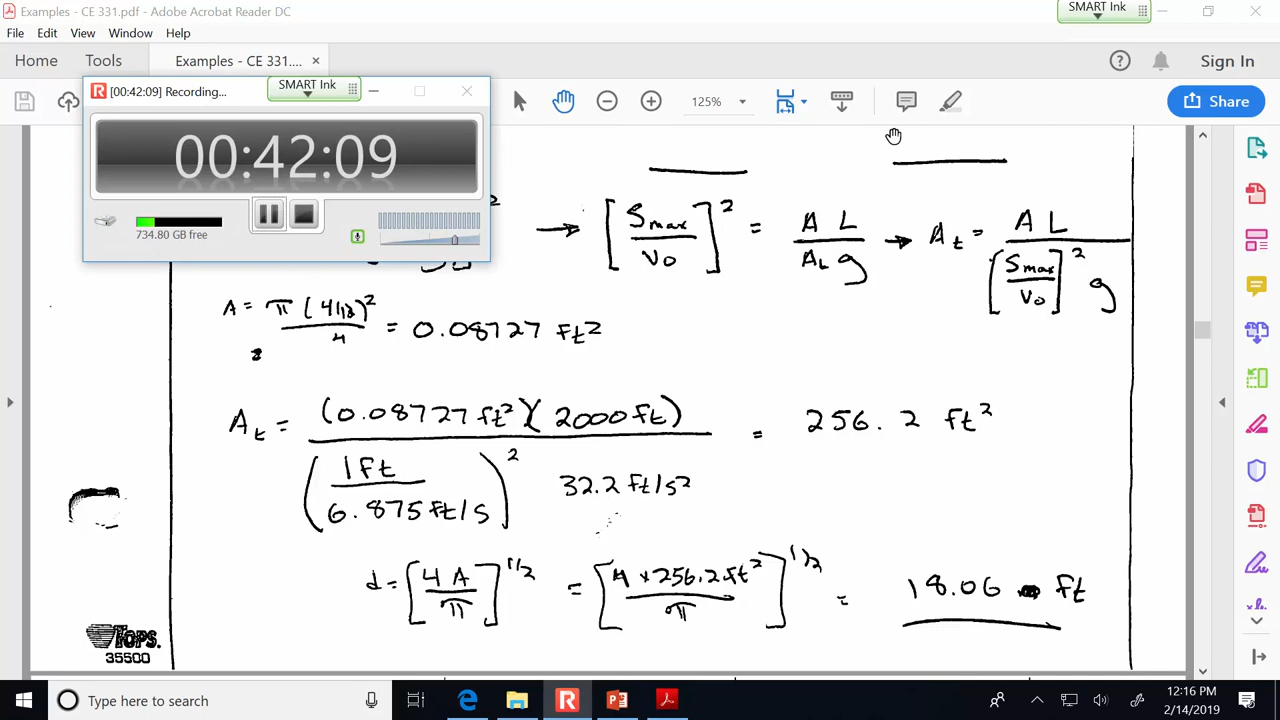 Examples - CE 331.pdf - Adobe Acrobat Reader DC
SMART Ink
File Edit View Window Help
Home Tools Examples - CE 331.... × Sign In
[00:42:09] Recording... SMART Ink
125% Share
00:42:09
734.80 GB free
→ [Smax/Vo]² = A L / At g → At = A L / [Smax/Vo]² g
A = π (4/12)² / 4 = 0.08727 ft²
At = (0.08727 ft²)(2000 ft) / (1 ft / 6.875 ft/s)² 32.2 ft/s² = 256.2 ft²
d = [4 A / π]^1/2 = [4 * 256.2 ft² / π]^1/2 = 18.06 ft
TOPS.
35500
Type here to search
12:16 PM
2/14/2019